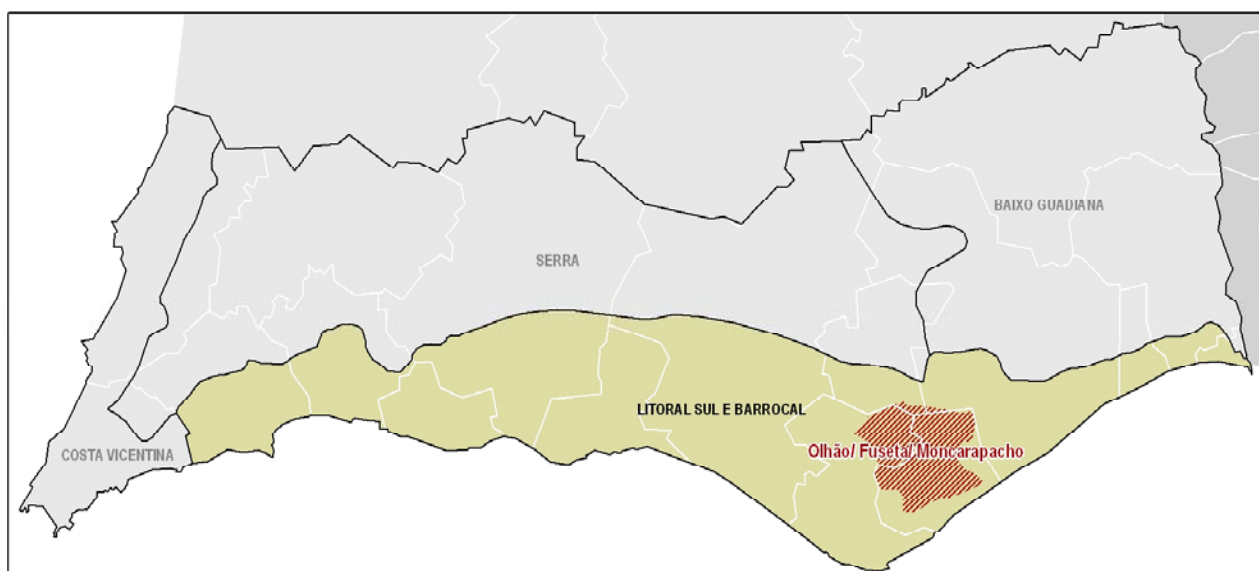 BAIXO GUADIANA
SERRA
LITORAL SUL E BARROCAL
Olhão/ Fuseta/ Moncarapacho
COSTA VICENTINA